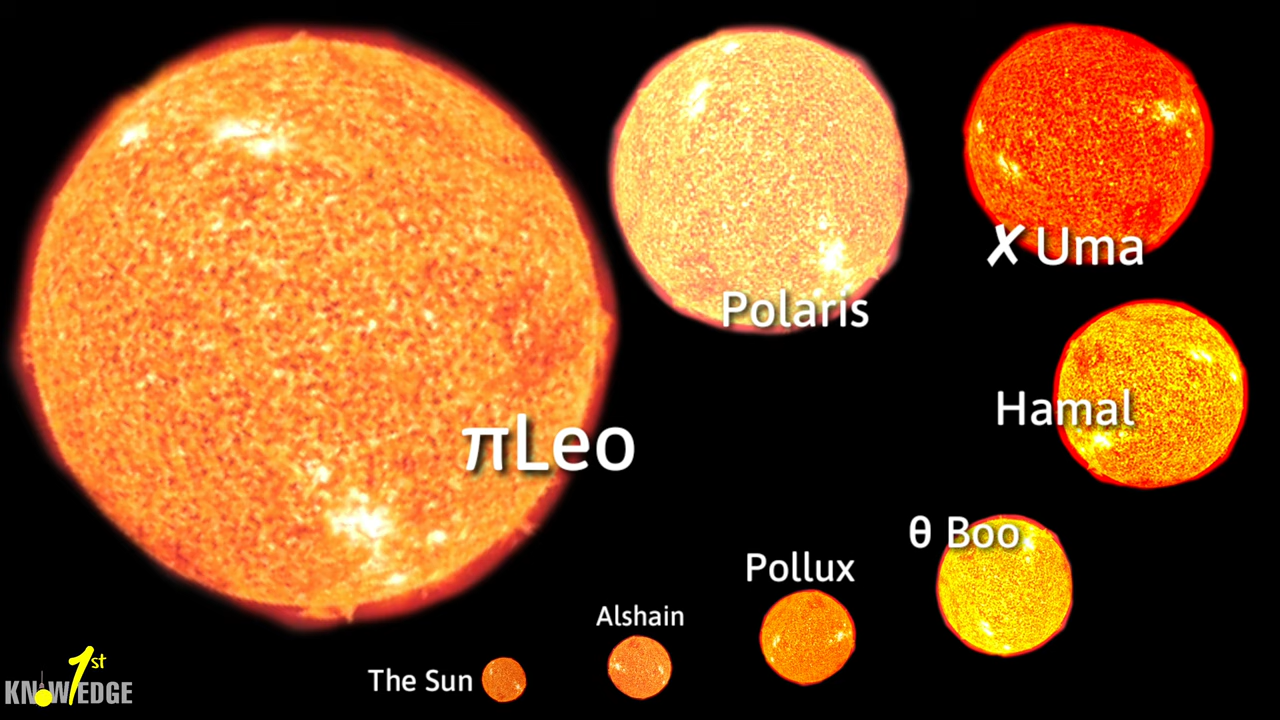 Polaris
✗ Uma
Hamal
πLeo
θ Boo
Pollux
Alshain
The Sun
1st
KNOWLEDGE